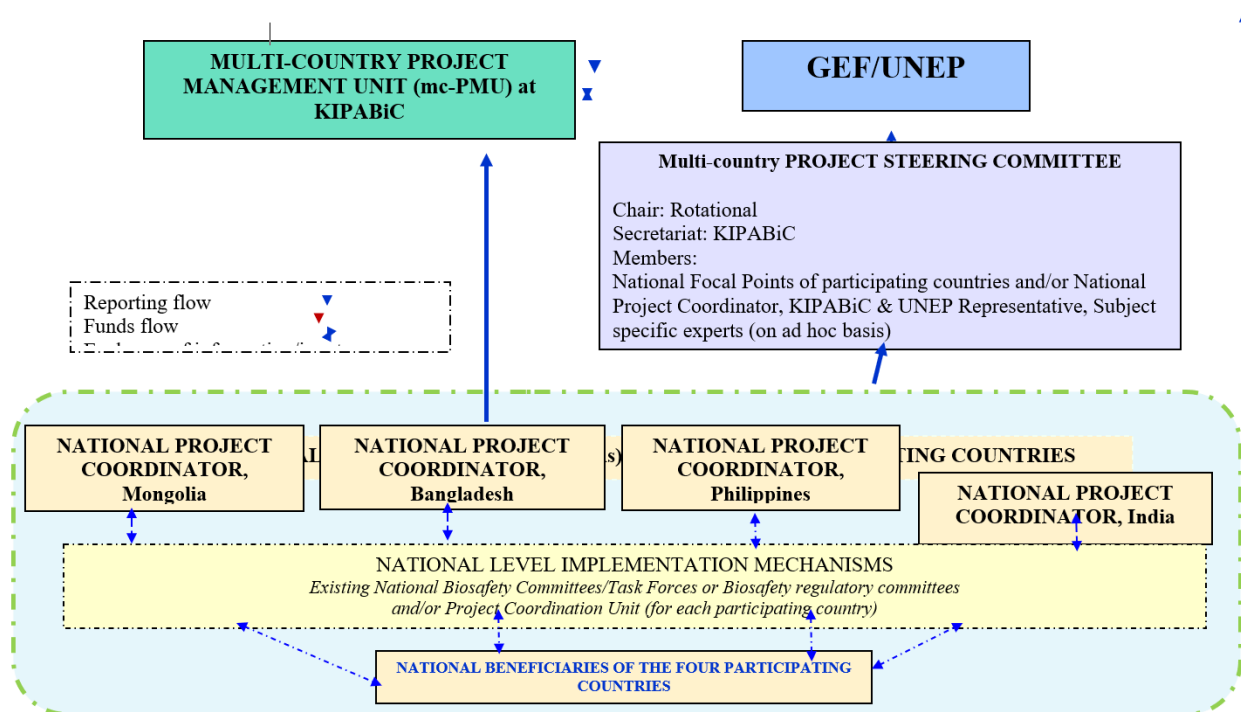 MULTI-COUNTRY PROJECT
MANAGEMENT UNIT (mc-PMU) at
KIPABiC
GEF/UNEP
Multi-country PROJECT STEERING COMMITTEE
Chair: Rotational
Secretariat: KIPABiC
Members:
National Focal Points of participating countries and/or National
Project Coordinator, KIPABiC & UNEP Representative, Subject
specific experts (on ad hoc basis)
Reporting flow
Funds flow
NATIONAL PROJECT
COORDINATOR,
Mongolia
NATIONAL PROJECT
COORDINATOR,
Bangladesh
NATIONAL PROJECT
COORDINATOR,
Philippines
COUNTRIES
NATIONAL PROJECT
COORDINATOR, India
NATIONAL LEVEL IMPLEMENTATION MECHANISMS
Existing National Biosafety Committees/Task Forces or Biosafety regulatory committees
and/or Project Coordination Unit (for each participating country)
NATIONAL BENEFICIARIES OF THE FOUR PARTICIPATING
COUNTRIES